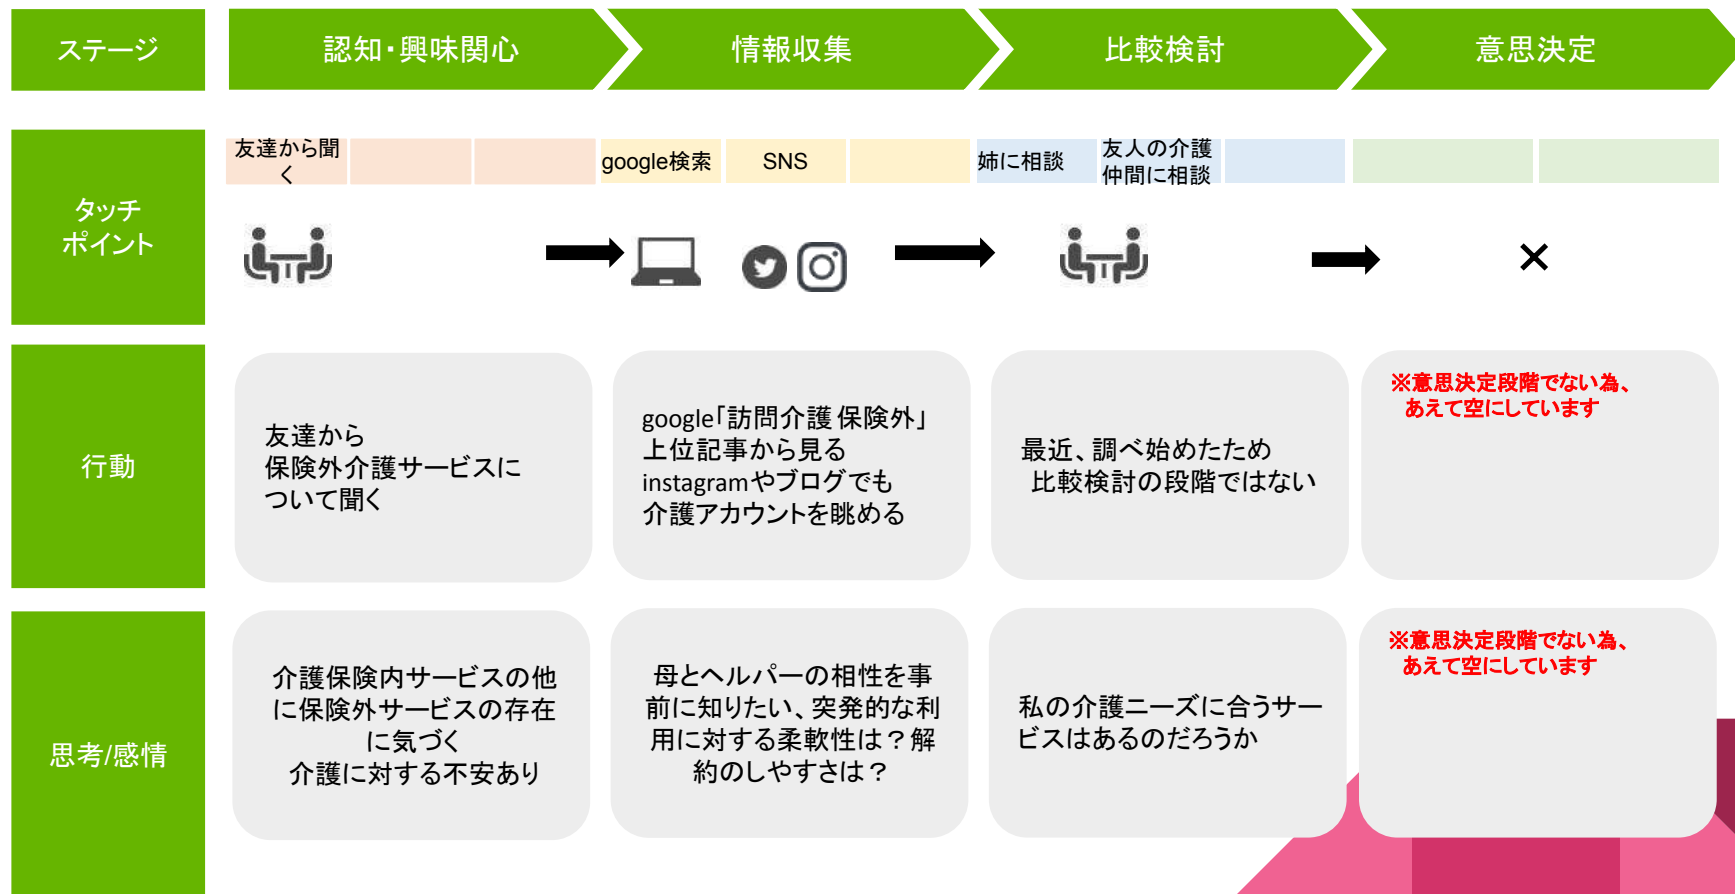 ステージ
認知・興味関心
情報収集
比較検討
意思決定
タッチ
ポイント
友達から聞
く
google検索
SNS
姉に相談
友人の介護
仲間に相談
×
行動
友達から
保険外介護サービスに
ついて聞く
google「訪問介護 保険外」
上位記事から見る
instagramやブログでも
介護アカウントを眺める
最近、調べ始めたため
比較検討の段階ではない
※意思決定段階でない為、
あえて空にしています
思考/感情
介護保険内サービスの他
に保険外サービスの存在
に気づく
介護に対する不安あり
母とヘルパーの相性を事
前に知りたい、突発的な利
用に対する柔軟性は？解
約のしやすさは？
私の介護ニーズに合うサー
ビスはあるのだろうか
※意思決定段階でない為、
あえて空にしています